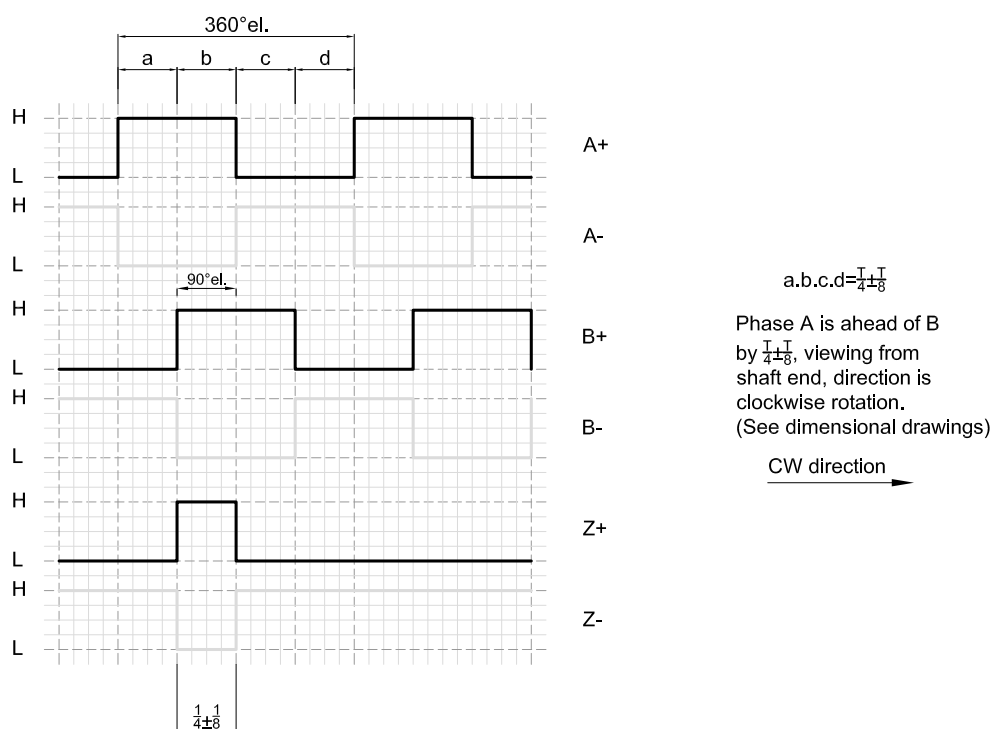 360°el.
a b c d
H
A+
L
H
A-
L
90°el.
H
B+
L
H
B-
L
H
Z+
L
H
Z-
L
1/4±1/8
a.b.c.d=T/4±T/8
Phase A is ahead of B
by T/4±T/8, viewing from
shaft end, direction is
clockwise rotation.
(See dimensional drawings)
CW direction